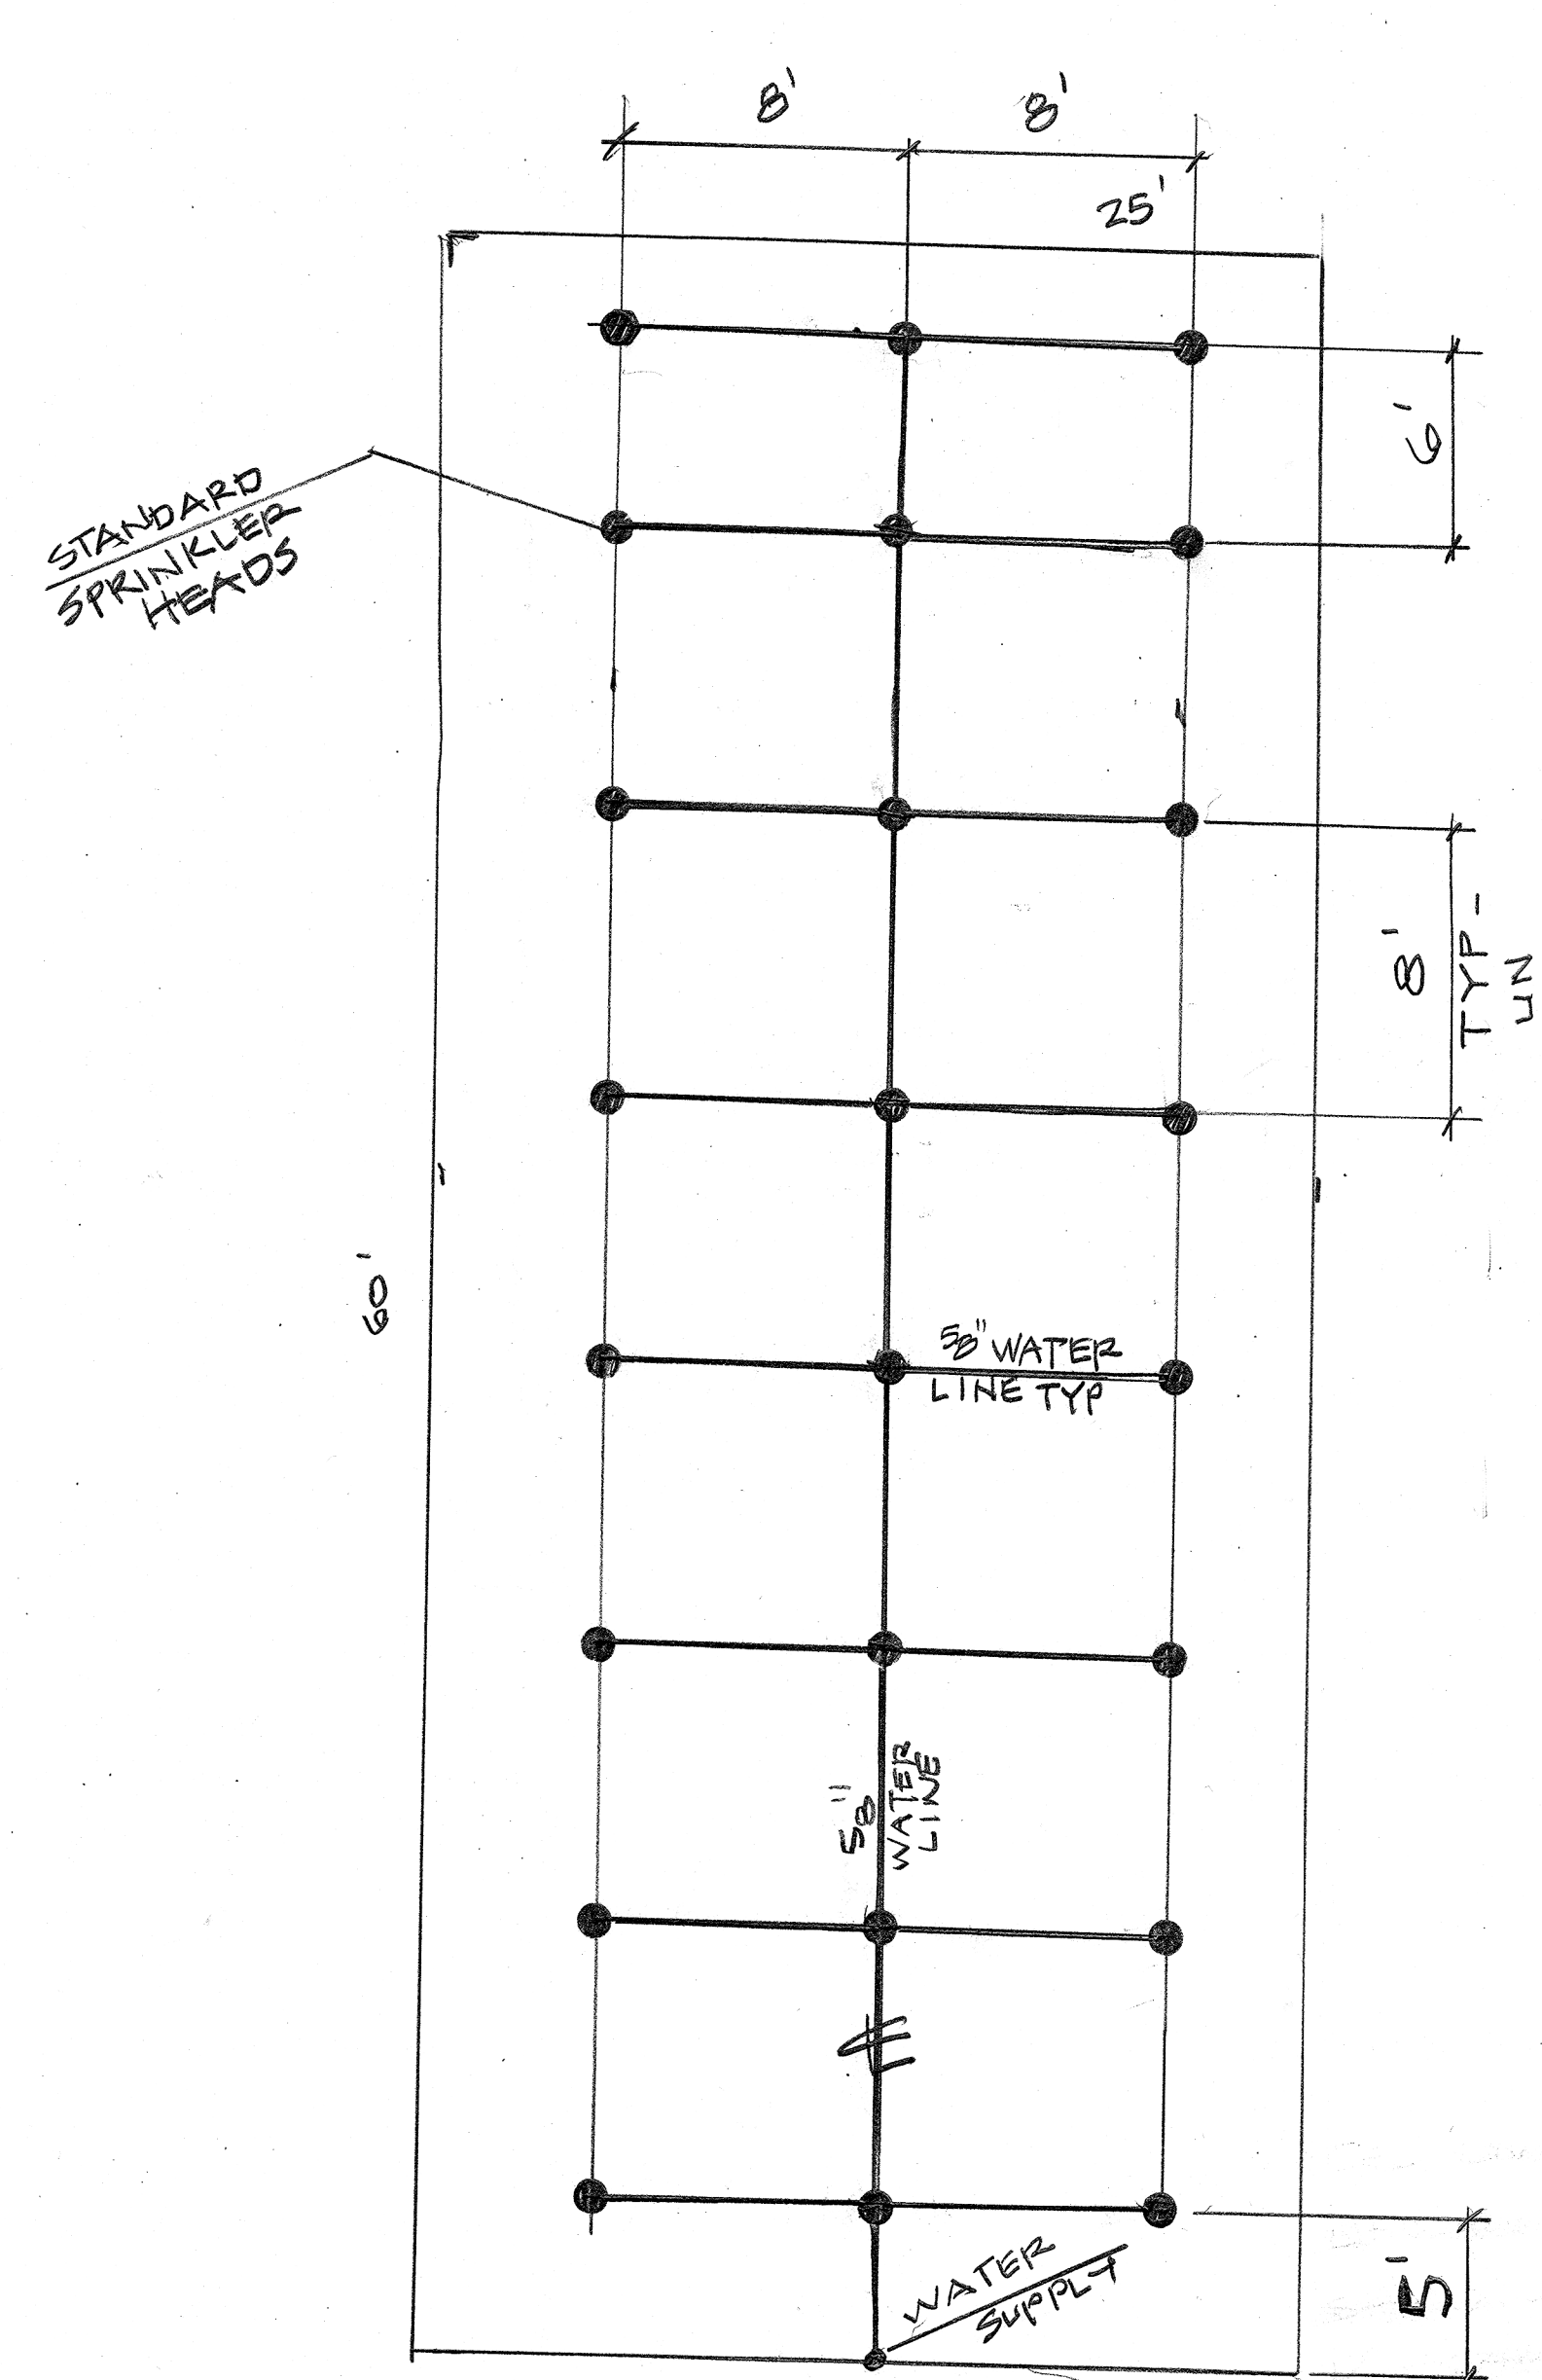 8'
8'
25'
6'
STANDARD
SPRINKLER
HEADS
8'
TYP-
UN
60'
5/8" WATER
LINE TYP
5/8"
WATER
LINE
WATER
SUPPLY
5'